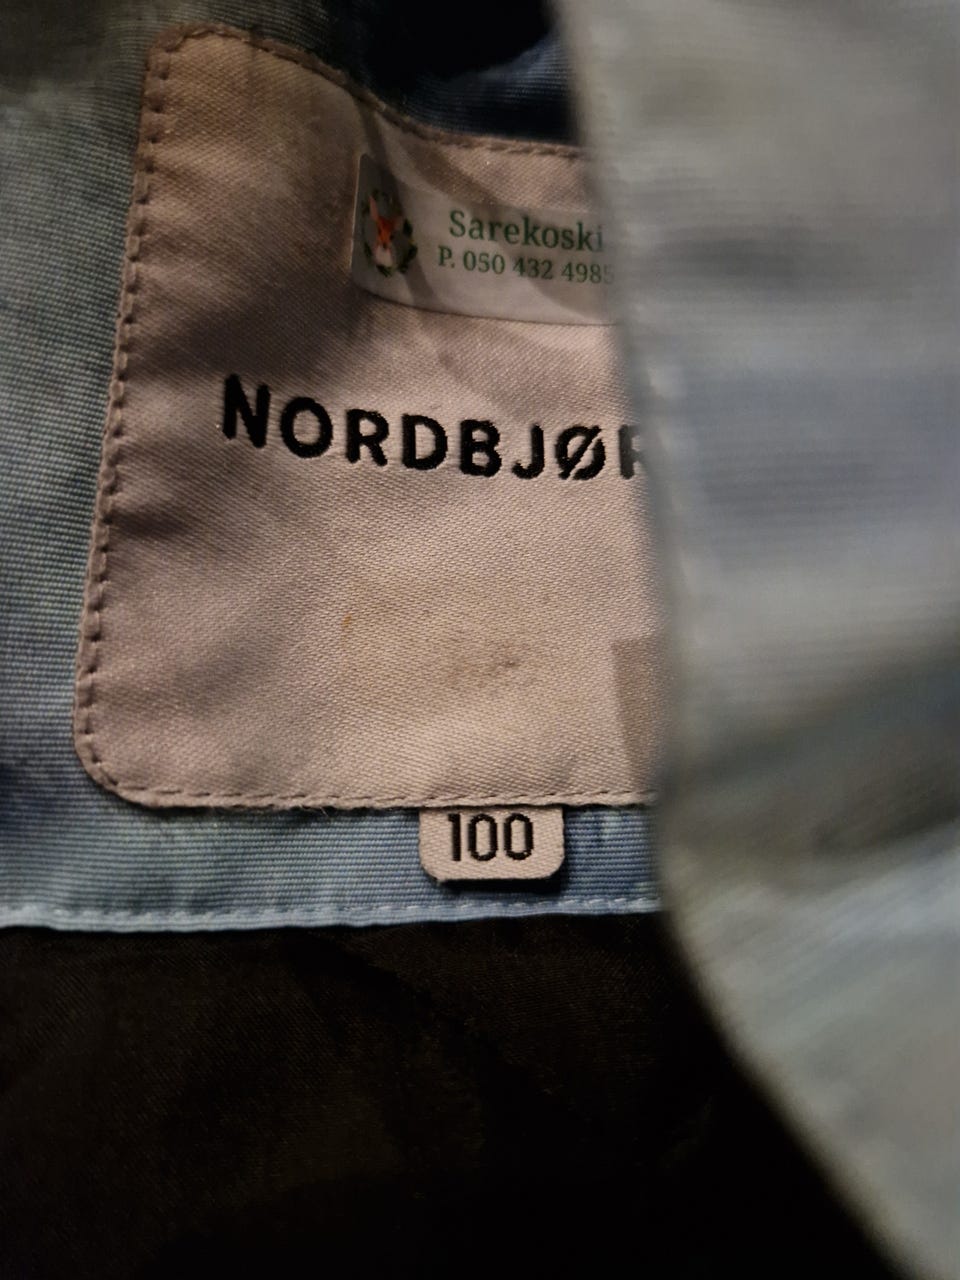 Sarekoski
P. 050 432 4985
NORDBJØR
100